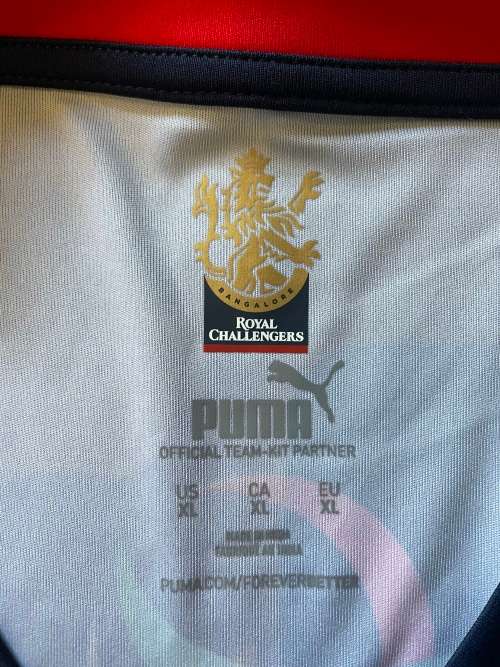 BANGALORE
ROYAL
CHALLENGERS
PUMA
OFFICIAL TEAM-KIT PARTNER
US CA EU
XL XL XL
MADE IN INDIA
FABRIQUÉ AU INDIA
PUMA.COM/FOREVERBETTER